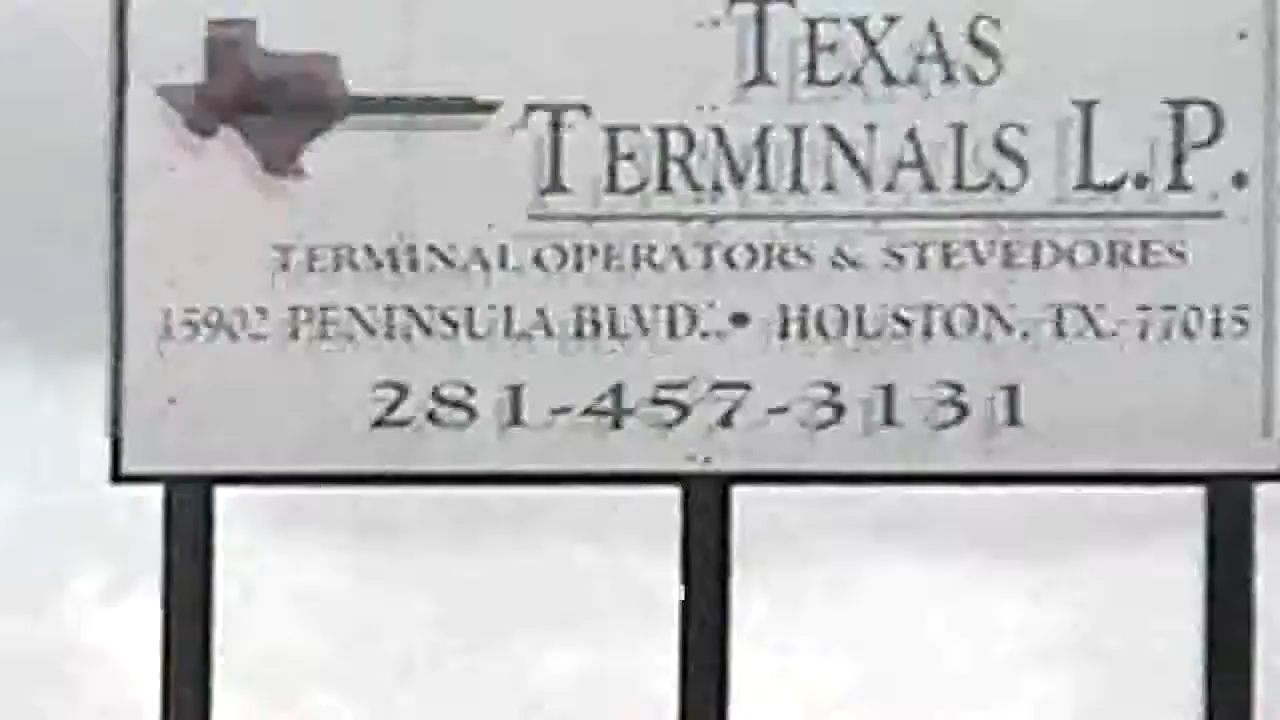 TEXAS
TERMINALS L.P.
TERMINAL OPERATORS & STEVEDORES
15902 PENINSULA BLVD. • HOUSTON, TX 77015
281-457-3131